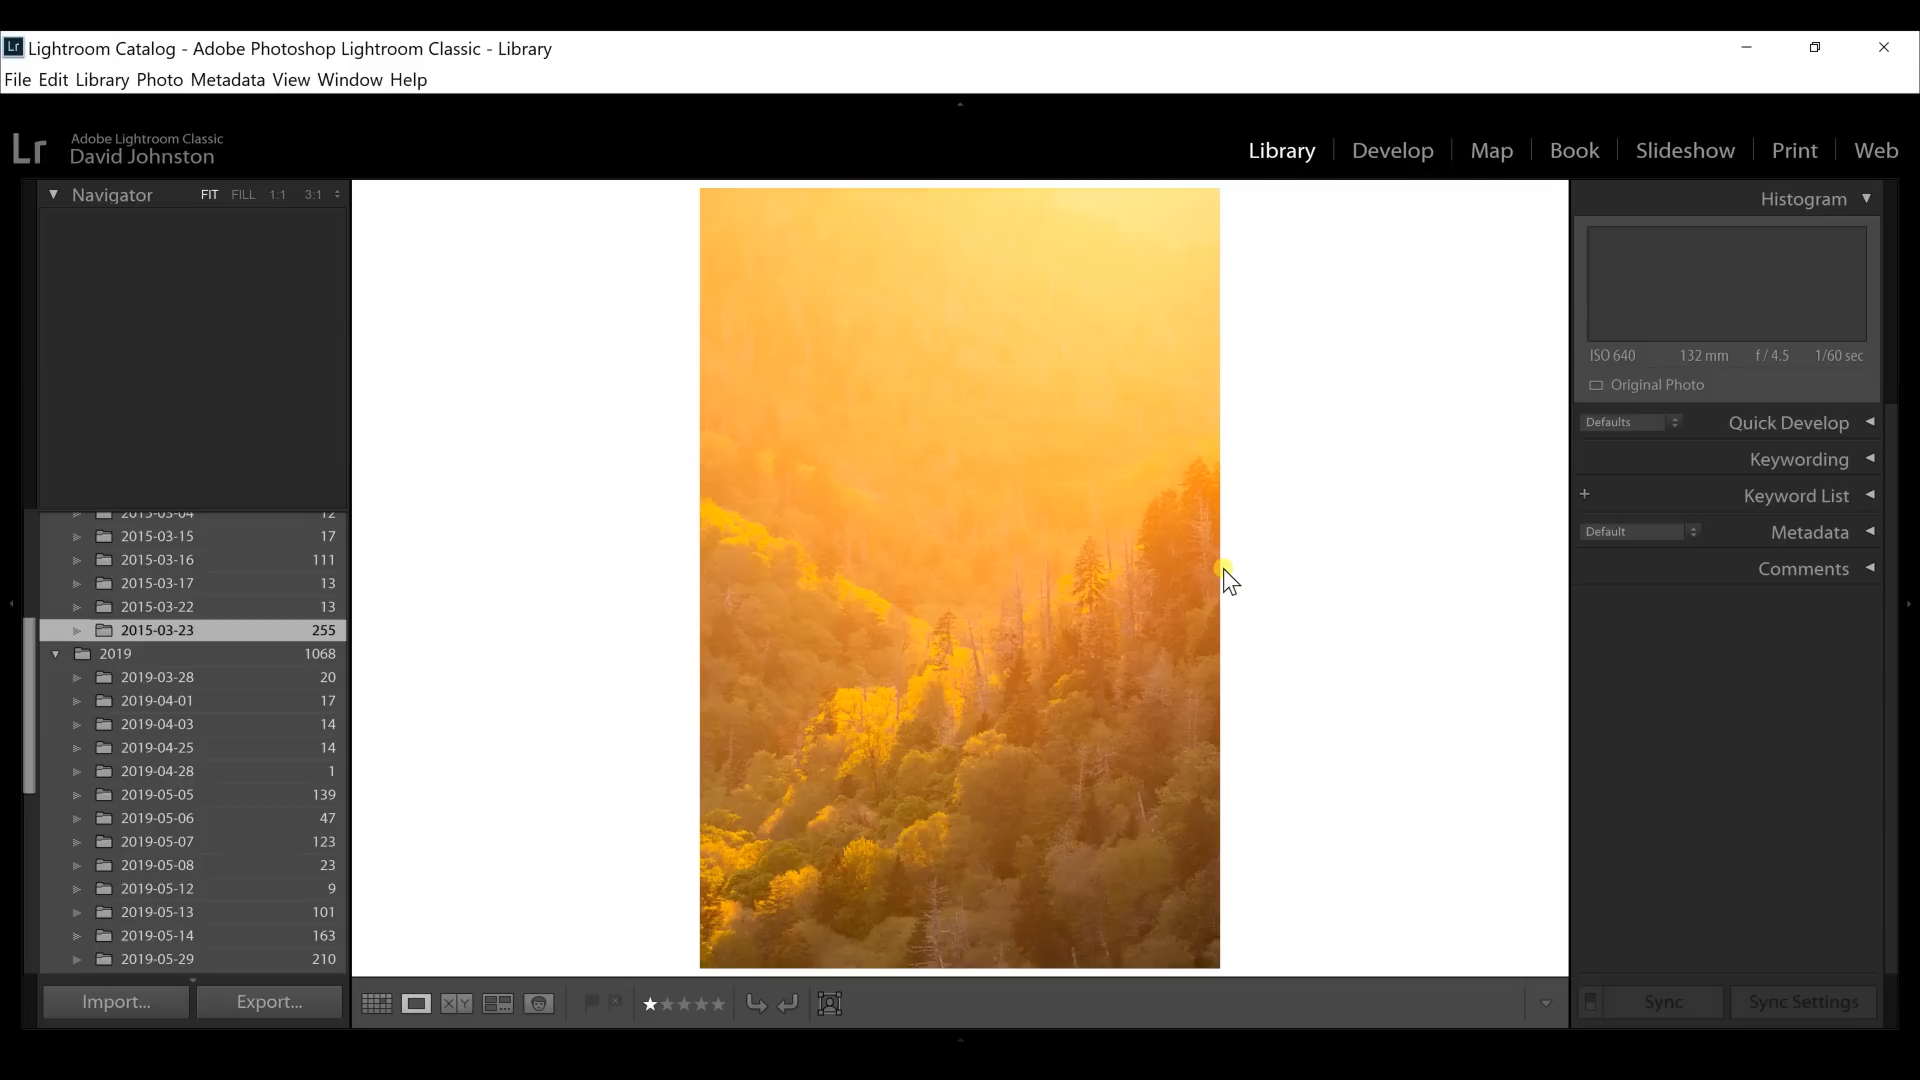 Lr Lightroom Catalog - Adobe Photoshop Lightroom Classic - Library
File Edit Library Photo Metadata View Window Help
Lr Adobe Lightroom Classic
David Johnston
Library Develop Map Book Slideshow Print Web
Navigator FIT FILL 1:1 3:1
Histogram
ISO 640 132 mm f / 4.5 1/60 sec
Original Photo
Defaults Quick Develop
Keywording
+ Keyword List
Default Metadata
Comments
2015-03-04 12
2015-03-15 17
2015-03-16 111
2015-03-17 13
2015-03-22 13
2015-03-23 255
2019 1068
2019-03-28 20
2019-04-01 17
2019-04-03 14
2019-04-25 14
2019-04-28 1
2019-05-05 139
2019-05-06 47
2019-05-07 123
2019-05-08 23
2019-05-12 9
2019-05-13 101
2019-05-14 163
2019-05-29 210
Import... Export...
X Y
Sync Sync Settings